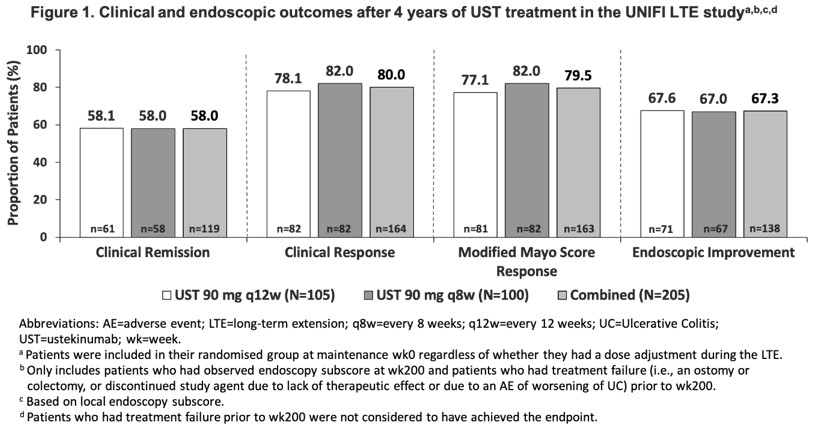 Figure 1. Clinical and endoscopic outcomes after 4 years of UST treatment in the UNIFI LTE studya,b,c,d
Proportion of Patients (%)
100
80
60
40
20
0
58.1 58.0 58.0
78.1 82.0 80.0
77.1 82.0 79.5
67.6 67.0 67.3
n=61 n=58 n=119
n=82 n=82 n=164
n=81 n=82 n=163
n=71 n=67 n=138
Clinical Remission
Clinical Response
Modified Mayo Score
Response
Endoscopic Improvement
UST 90 mg q12w (N=105) UST 90 mg q8w (N=100) Combined (N=205)
Abbreviations: AE=adverse event; LTE=long-term extension; q8w=every 8 weeks; q12w=every 12 weeks; UC=Ulcerative Colitis;
UST=ustekinumab; wk=week.
a Patients were included in their randomised group at maintenance wk0 regardless of whether they had a dose adjustment during the LTE.
b Only includes patients who had observed endoscopy subscore at wk200 and patients who had treatment failure (i.e., an ostomy or
colectomy, or discontinued study agent due to lack of therapeutic effect or due to an AE of worsening of UC) prior to wk200.
c Based on local endoscopy subscore.
d Patients who had treatment failure prior to wk200 were not considered to have achieved the endpoint.